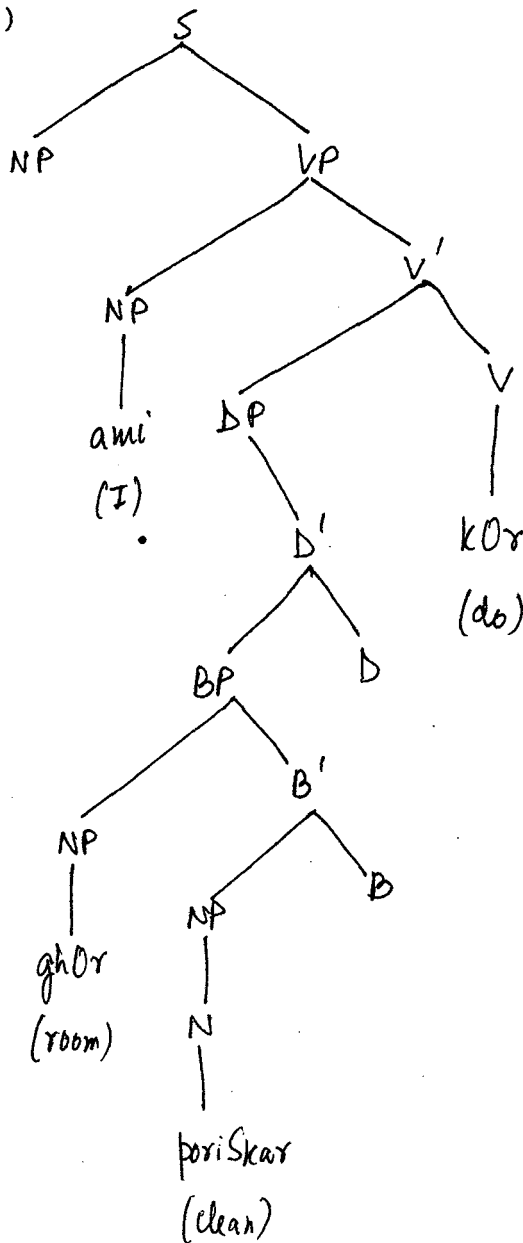 )
S
NP VP
NP V'
ami DP V
(I) D' kOr
(do)
BP D
NP B'
NP B
ghOr
(room) N
poriSkar
(clean)